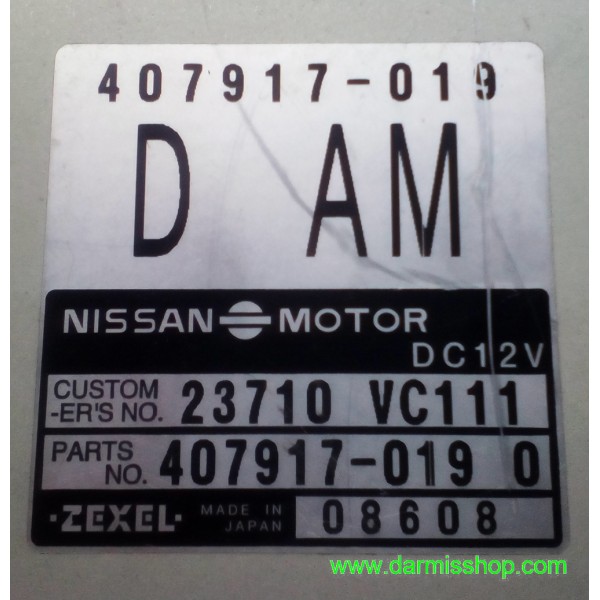 407917-019
D AM
NISSAN MOTOR
DC12V
CUSTOM
-ER'S NO. 23710 VC111
PARTS
NO. 407917-019 0
·ZEXEL· MADE IN
JAPAN 08608
www.darmisshop.com